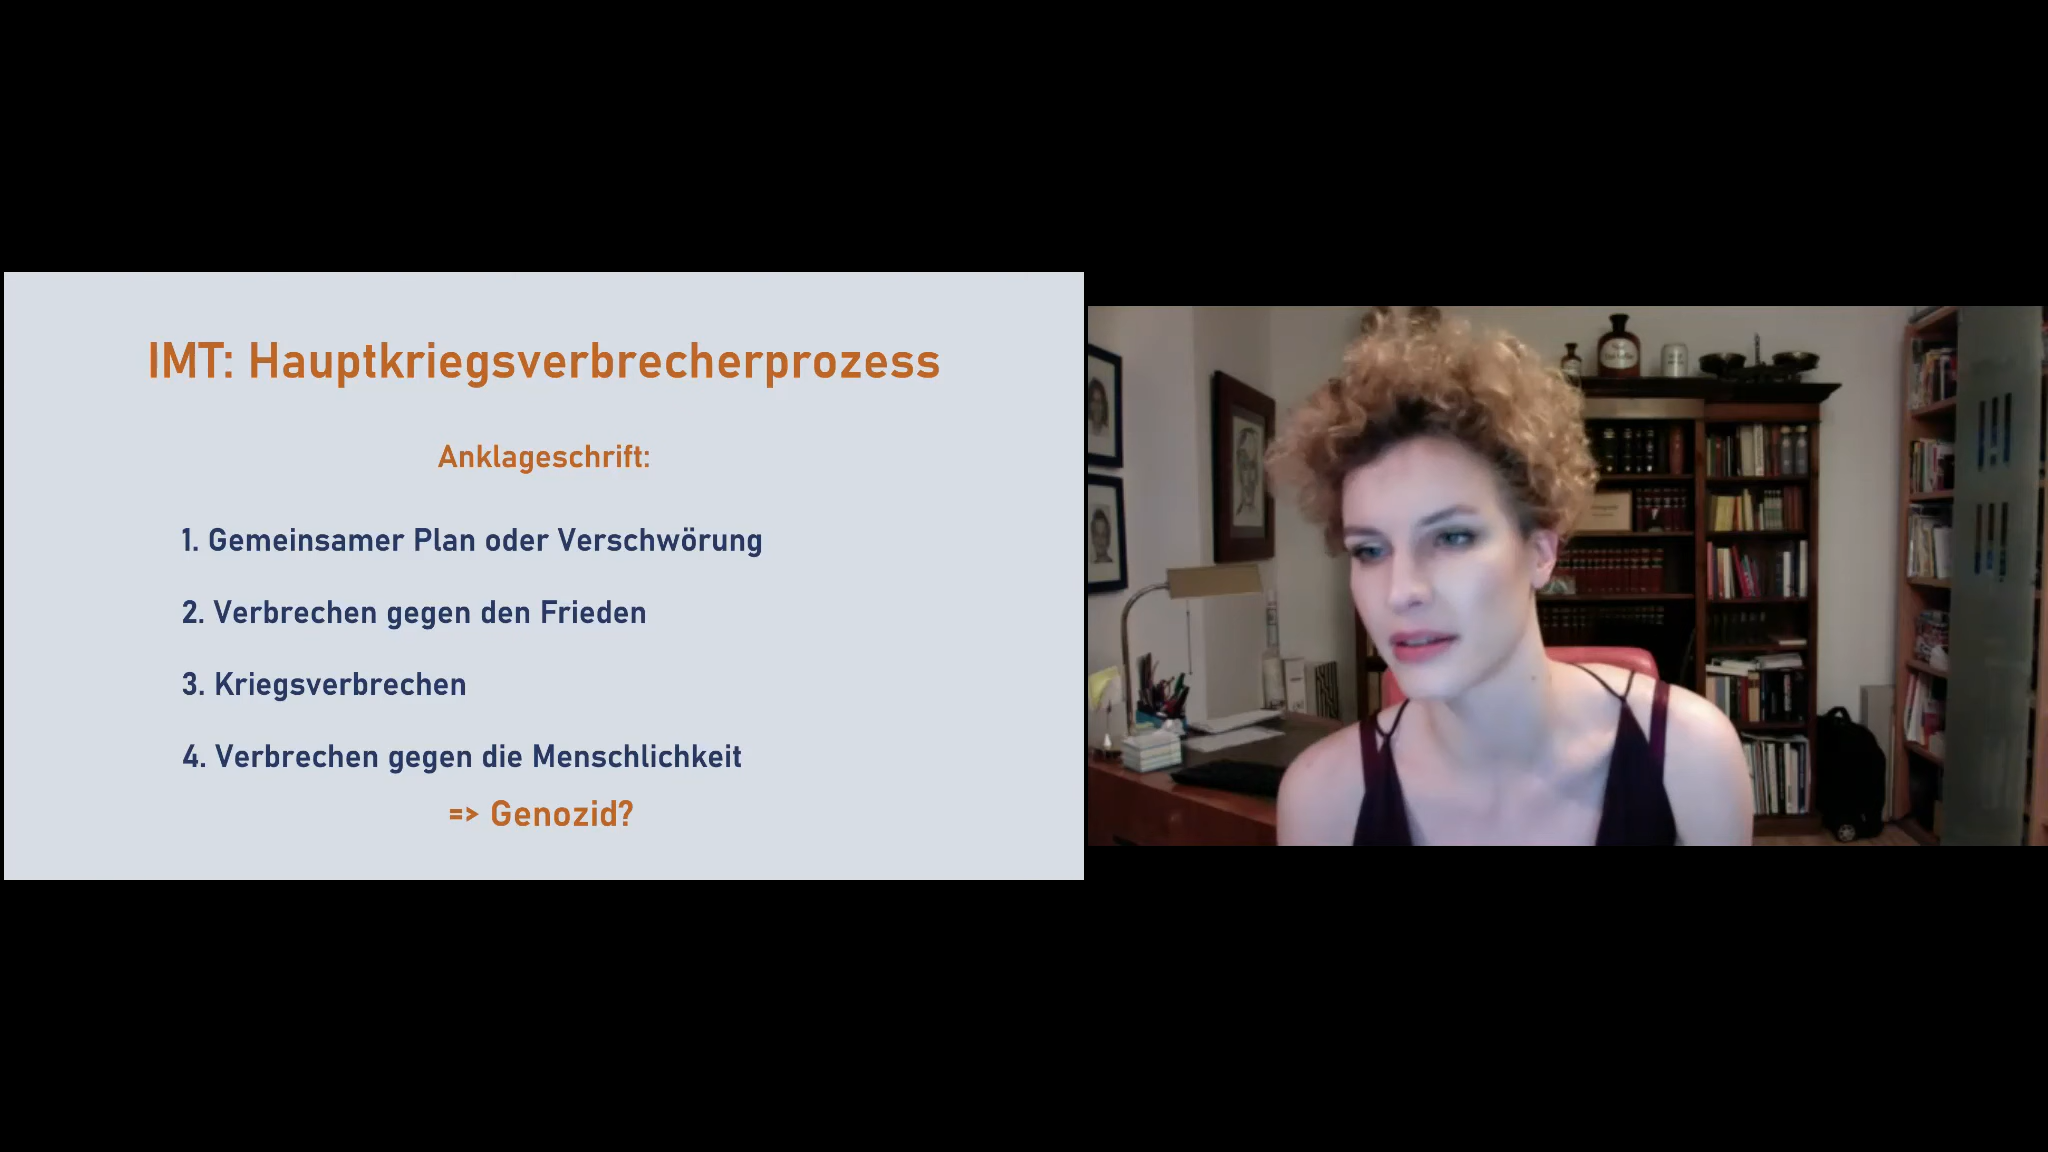 IMT: Hauptkriegsverbrecherprozess
Anklageschrift:
1. Gemeinsamer Plan oder Verschwörung
2. Verbrechen gegen den Frieden
3. Kriegsverbrechen
4. Verbrechen gegen die Menschlichkeit
=> Genozid?